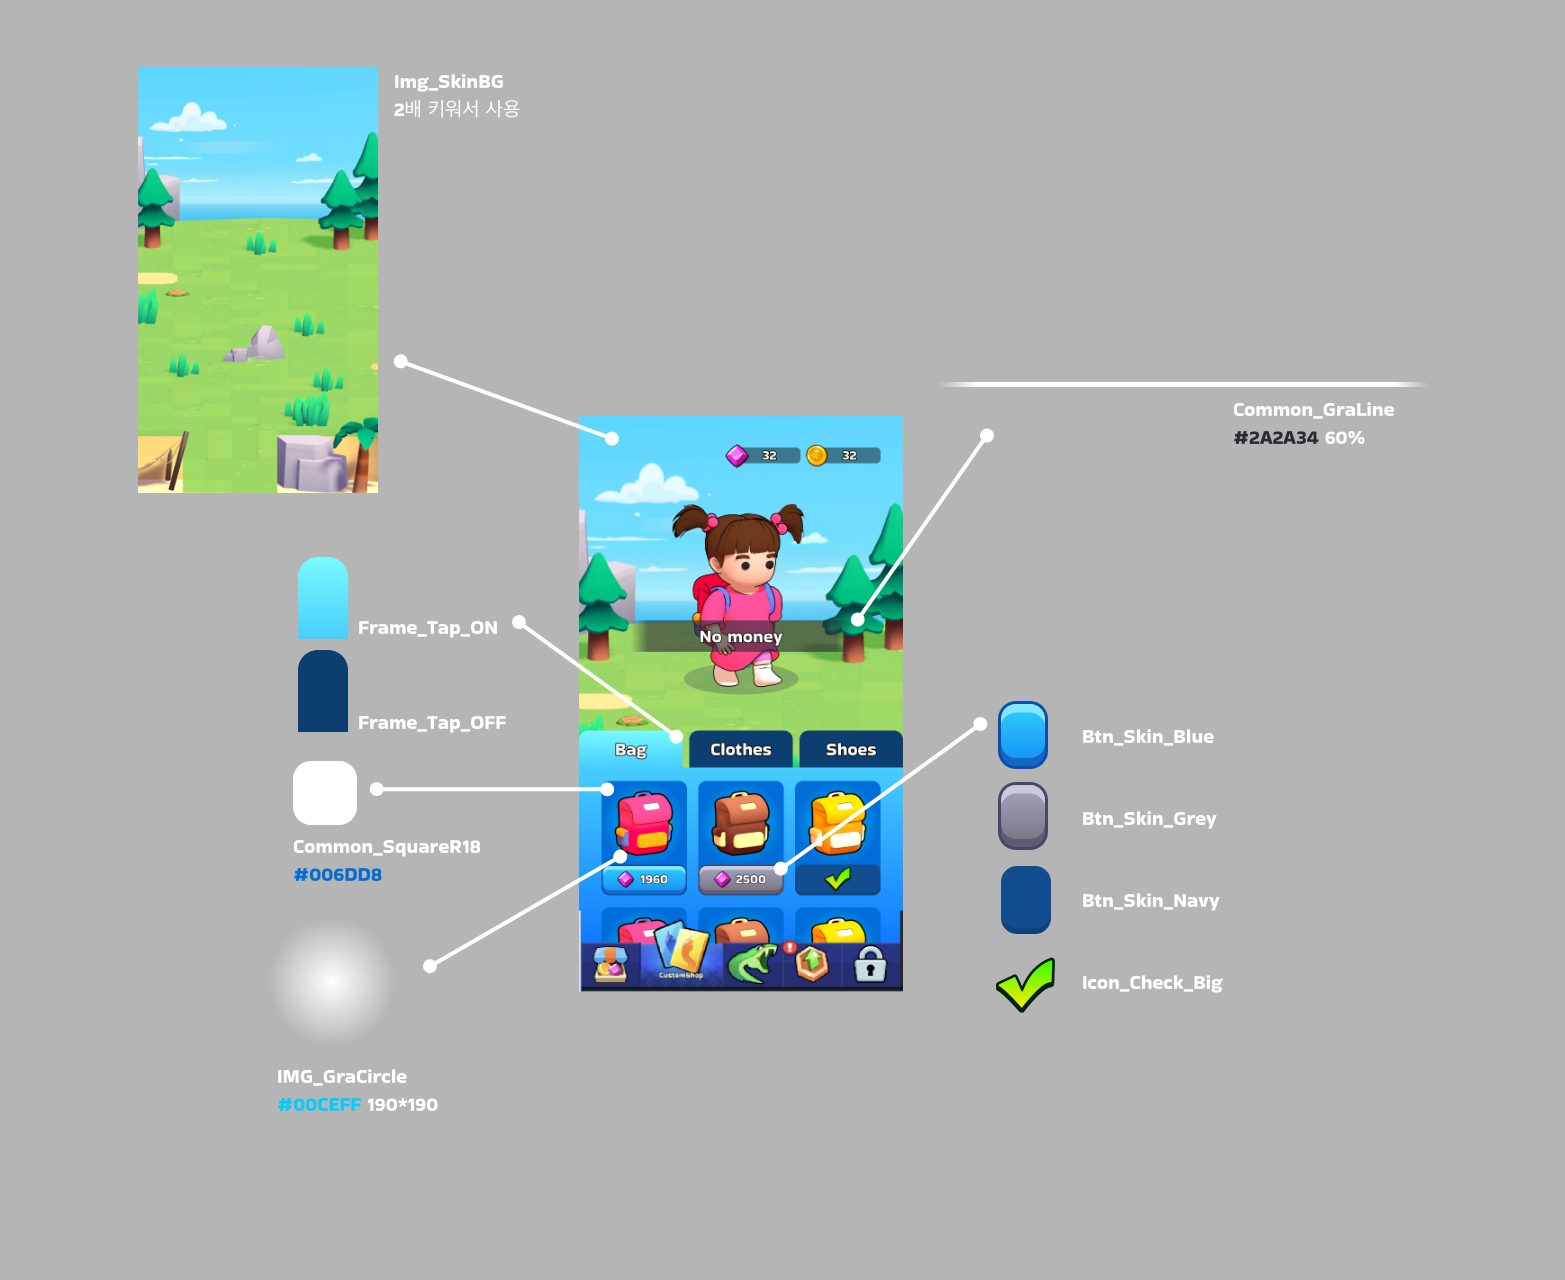 Img_SkinBG
2배 키워서 사용
Common_GraLine
#2A2A34 60%
32
32
No money
Frame_Tap_ON
Frame_Tap_OFF
Bag
Clothes
Shoes
Btn_Skin_Blue
Btn_Skin_Grey
Common_SquareR18
#006DD8
1960
2500
Btn_Skin_Navy
!
CustomShop
Icon_Check_Big
IMG_GraCircle
#00CEFF 190*190